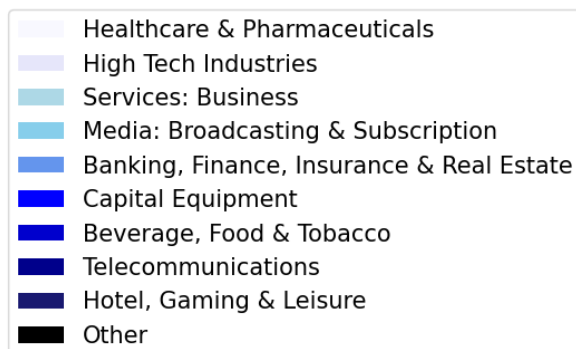 Healthcare & Pharmaceuticals
High Tech Industries
Services: Business
Media: Broadcasting & Subscription
Banking, Finance, Insurance & Real Estate
Capital Equipment
Beverage, Food & Tobacco
Telecommunications
Hotel, Gaming & Leisure
Other